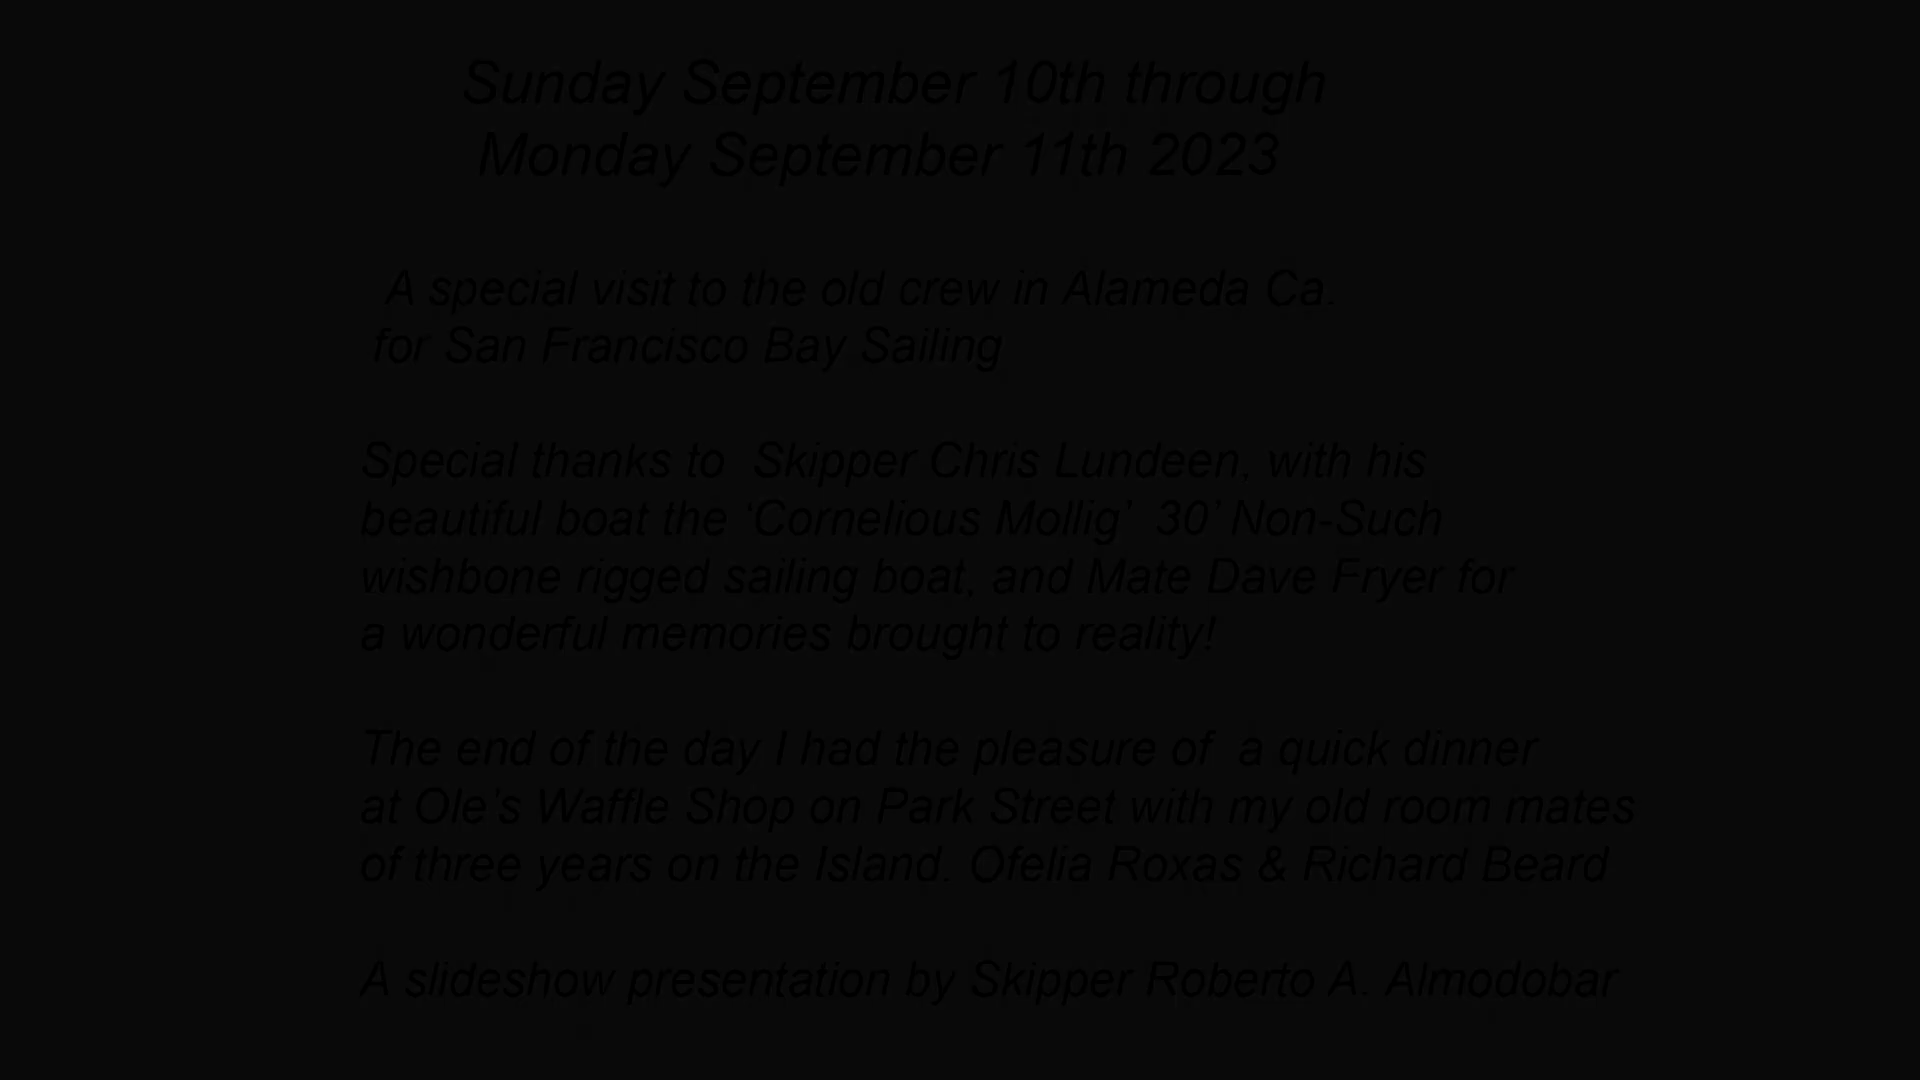 Sunday September 10th through
Monday September 11th 2023
A special visit to the old crew in Alameda Ca.
for San Francisco Bay Sailing
Special thanks to  Skipper Chris Lundeen, with his
beautiful boat the ‘Cornelious Mollig’  30’ Non-Such
wishbone rigged sailing boat, and Mate Dave Fryer for
a wonderful memories brought to reality!
The end of the day I had the pleasure of  a quick dinner
at Ole’s Waffle Shop on Park Street with my old room mates
of three years on the Island. Ofelia Roxas & Richard Beard
A slideshow presentation by Skipper Roberto A. Almodobar